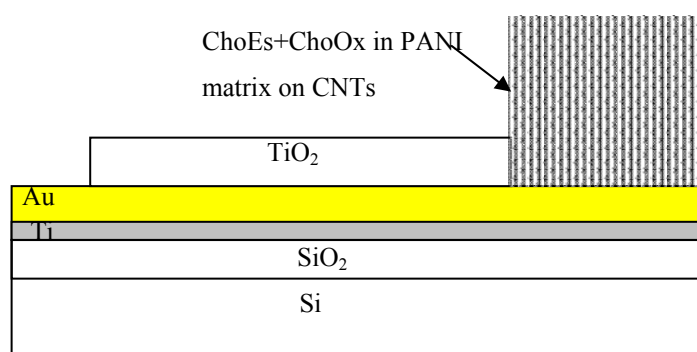 ChoEs+ChoOx in PANI
matrix on CNTs
TiO₂
Au
Ti
SiO₂
Si